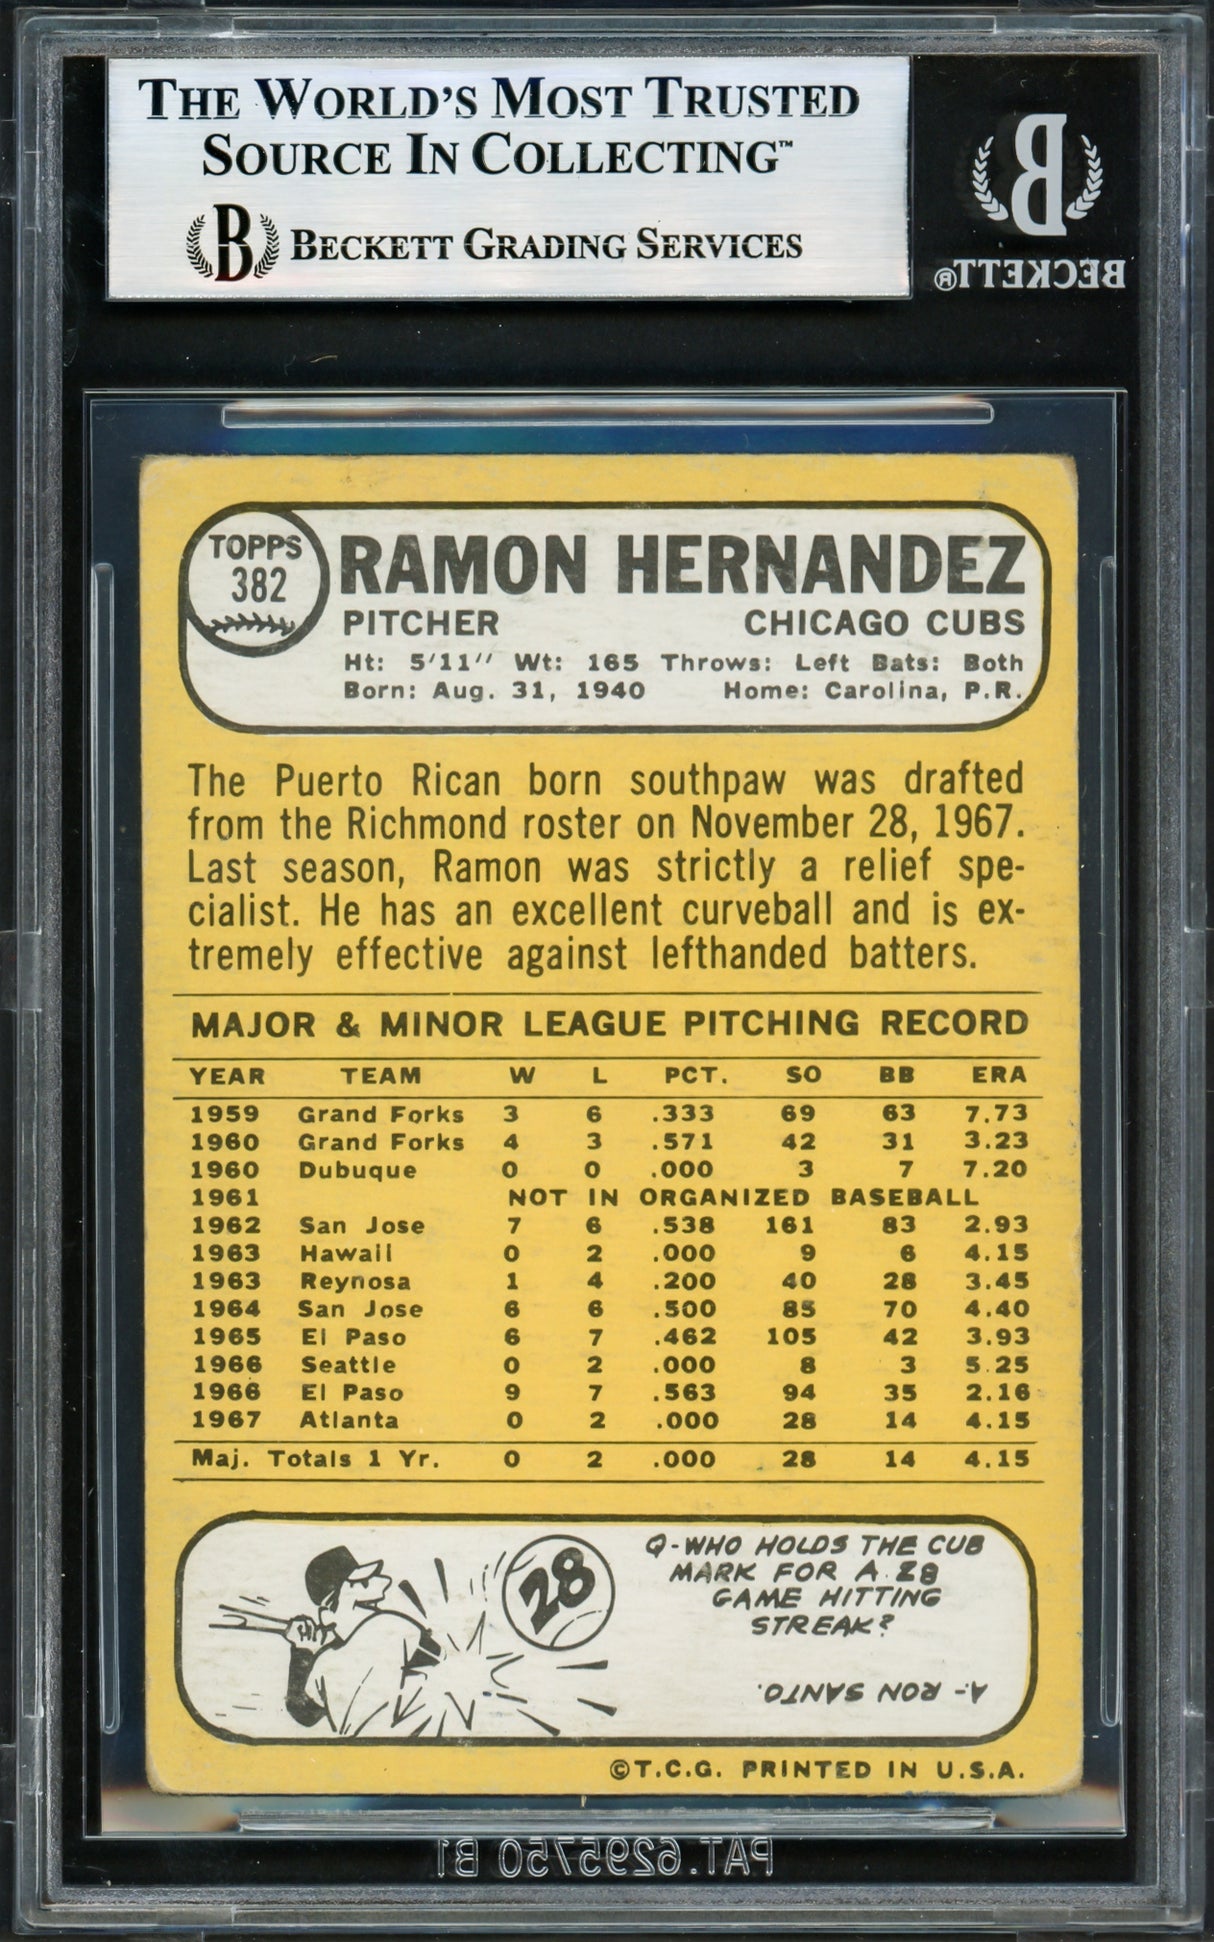 THE WORLD'S MOST TRUSTED
SOURCE IN COLLECTING™
B BECKETT GRADING SERVICES
B
BECKETT®
TOPPS
382
RAMON HERNANDEZ
PITCHER CHICAGO CUBS
Ht: 5'11" Wt: 165 Throws: Left Bats: Both
Born: Aug. 31, 1940 Home: Carolina, P.R.
The Puerto Rican born southpaw was drafted
from the Richmond roster on November 28, 1967.
Last season, Ramon was strictly a relief spe-
cialist. He has an excellent curveball and is ex-
tremely effective against lefthanded batters.
MAJOR & MINOR LEAGUE PITCHING RECORD
YEAR TEAM W L PCT. SO BB ERA
1959 Grand Forks 3 6 .333 69 63 7.73
1960 Grand Forks 4 3 .571 42 31 3.23
1960 Dubuque 0 0 .000 3 7 7.20
1961 NOT IN ORGANIZED BASEBALL
1962 San Jose 7 6 .538 161 83 2.93
1963 Hawaii 0 2 .000 9 6 4.15
1963 Reynosa 1 4 .200 40 28 3.45
1964 San Jose 6 6 .500 85 70 4.40
1965 El Paso 6 7 .462 105 42 3.93
1966 Seattle 0 2 .000 8 3 5.25
1966 El Paso 9 7 .563 94 35 2.16
1967 Atlanta 0 2 .000 28 14 4.15
Maj. Totals 1 Yr. 0 2 .000 28 14 4.15
28
Q-WHO HOLDS THE CUB
MARK FOR A 28
GAME HITTING
STREAK?
A- RON SANTO.
©T.C.G. PRINTED IN U.S.A.
PAT.6295750 B1